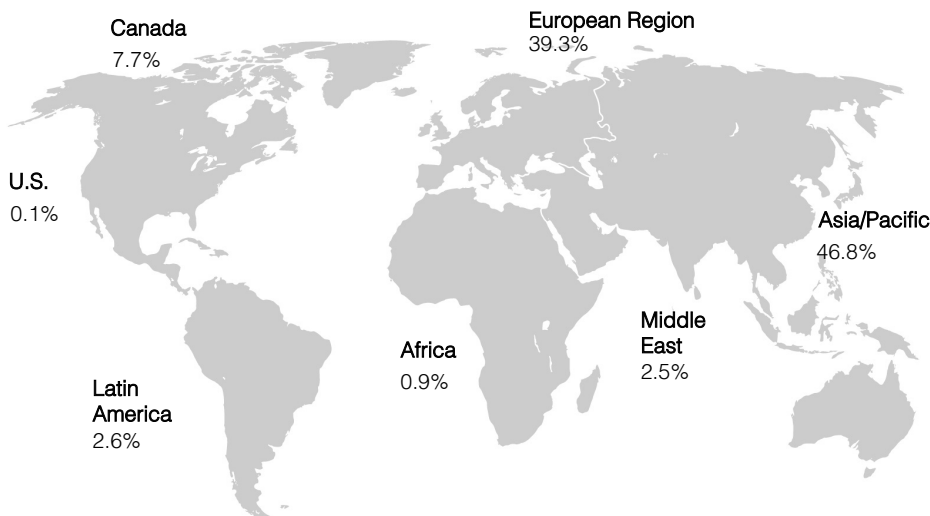 Canada
7.7%
European Region
39.3%
U.S.
0.1%
Asia/Pacific
46.8%
Middle
East
2.5%
Africa
0.9%
Latin
America
2.6%